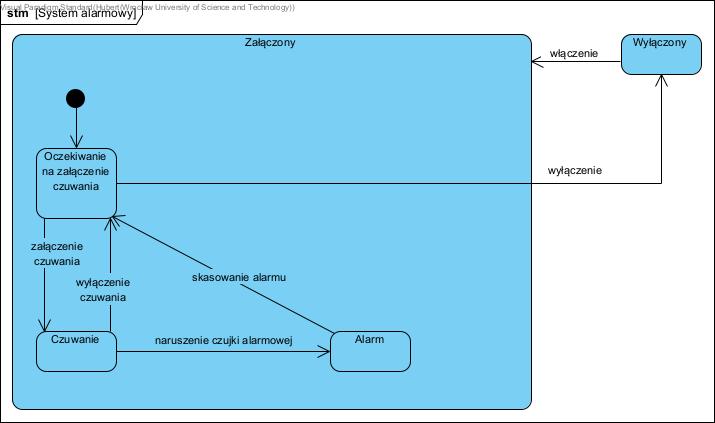 Visual Paradigm Standard(Hubert(Wroclaw University of Science and Technology))
stm [System alarmowy]
Załączony
Wyłączony
włączenie
Oczekiwanie
na załączenie
czuwania
wyłączenie
załączenie
czuwania
wyłączenie
czuwania
skasowanie alarmu
Czuwanie
naruszenie czujki alarmowej
Alarm